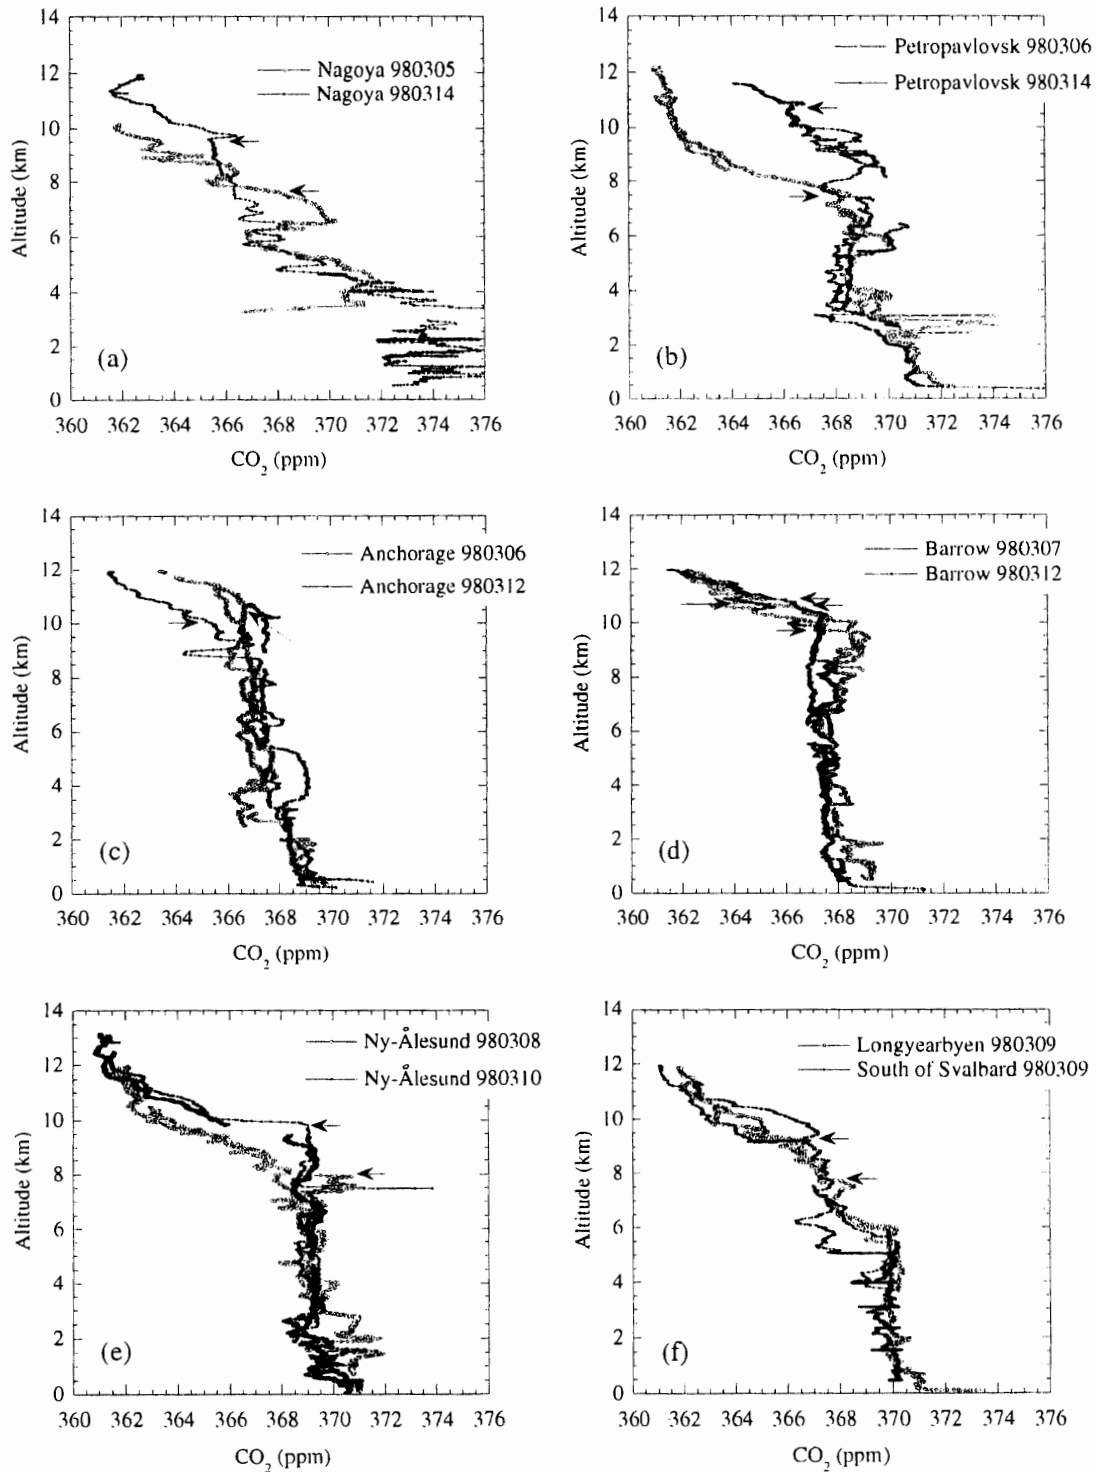 14
12
10
8
6
4
2
0
Altitude (km)
Nagoya 980305
Nagoya 980314
(a)
360 362 364 366 368 370 372 374 376
CO2 (ppm)
14
12
10
8
6
4
2
0
Altitude (km)
Petropavlovsk 980306
Petropavlovsk 980314
(b)
360 362 364 366 368 370 372 374 376
CO2 (ppm)
14
12
10
8
6
4
2
0
Altitude (km)
Anchorage 980306
Anchorage 980312
(c)
360 362 364 366 368 370 372 374 376
CO2 (ppm)
14
12
10
8
6
4
2
0
Altitude (km)
Barrow 980307
Barrow 980312
(d)
360 362 364 366 368 370 372 374 376
CO2 (ppm)
14
12
10
8
6
4
2
0
Altitude (km)
Ny-Ålesund 980308
Ny-Ålesund 980310
(e)
360 362 364 366 368 370 372 374 376
CO2 (ppm)
14
12
10
8
6
4
2
0
Altitude (km)
Longyearbyen 980309
South of Svalbard 980309
(f)
360 362 364 366 368 370 372 374 376
CO2 (ppm)